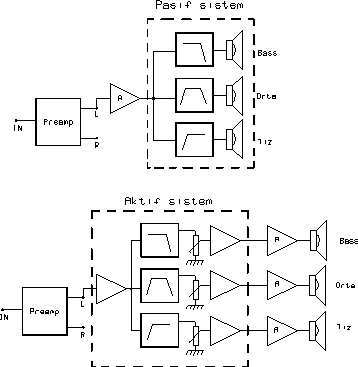 Pasif sistem
Bass
A
Orta
Preamp
L
IN
R
Tiz
Aktif sistem
A
Bass
A
Orta
Preamp
L
IN
R
A
Tiz